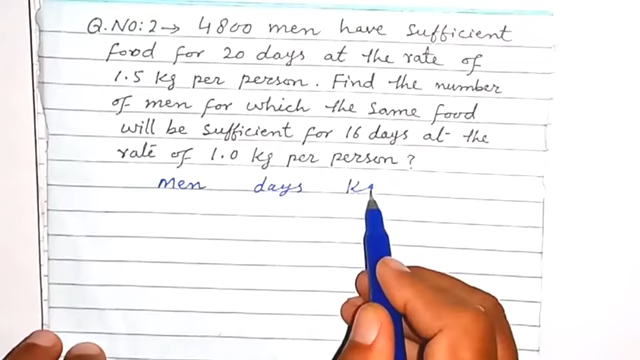 Q.NO:2→ 4800 men have sufficient
food for 20 days at the rate of
1.5 Kg per person. Find the number
of men for which the same food
will be sufficient for 16 days at the
rate of 1.0 Kg per person?
men days Kg